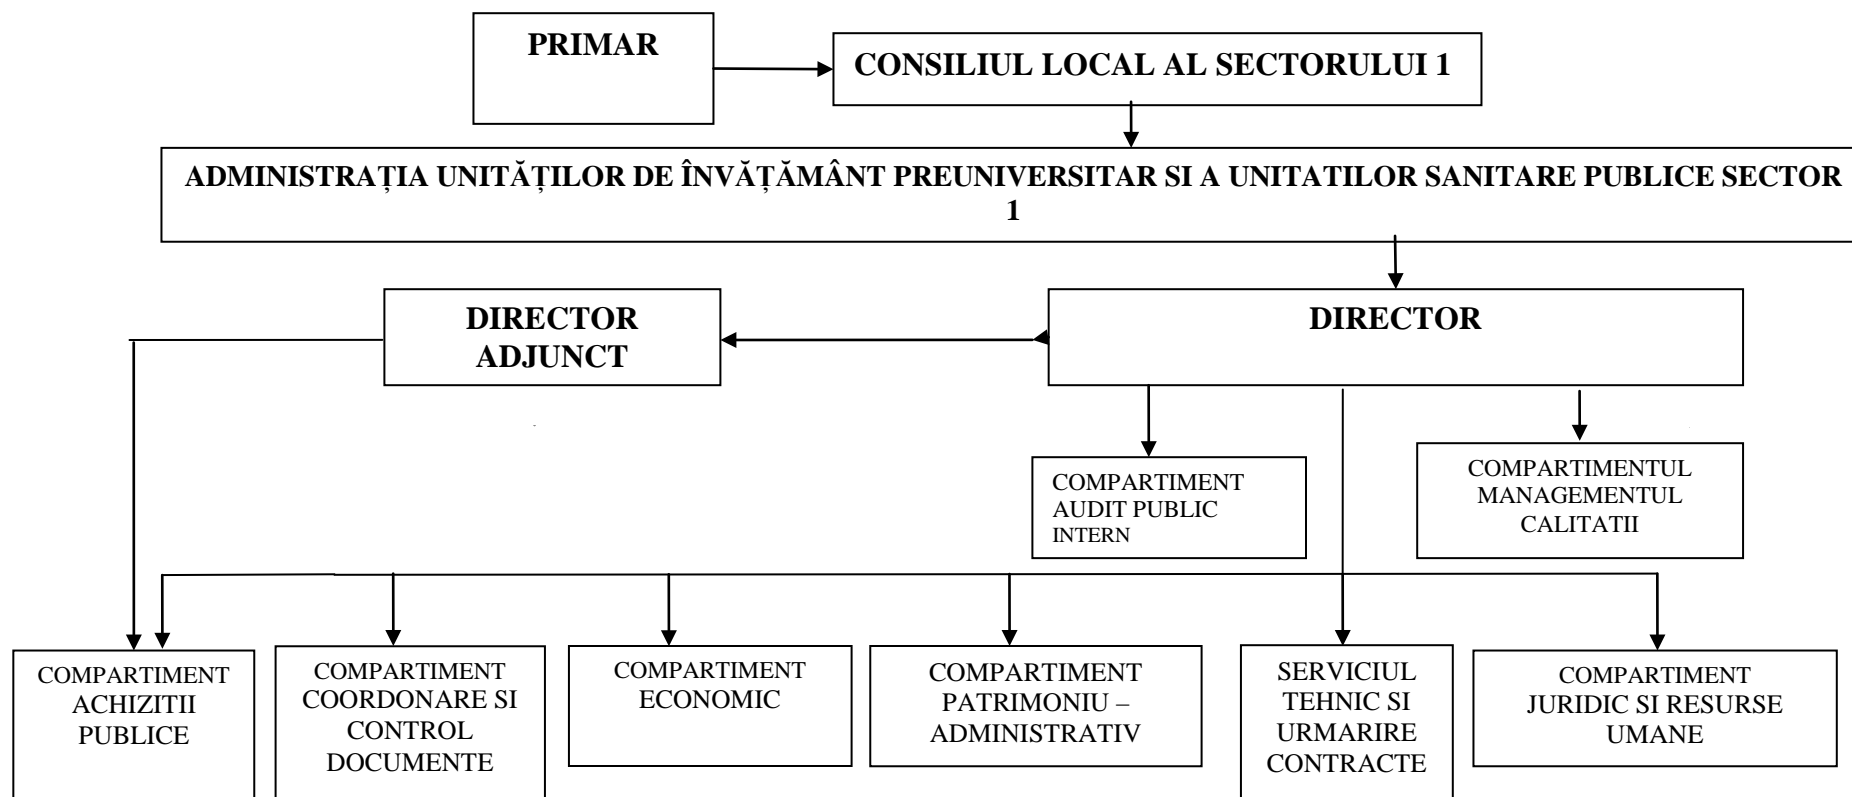 PRIMAR
CONSILIUL LOCAL AL SECTORULUI 1
ADMINISTRAȚIA UNITĂȚILOR DE ÎNVĂȚĂMÂNT PREUNIVERSITAR SI A UNITATILOR SANITARE PUBLICE SECTOR
1
DIRECTOR
ADJUNCT
DIRECTOR
COMPARTIMENT
AUDIT PUBLIC
INTERN
COMPARTIMENTUL
MANAGEMENTUL
CALITATII
COMPARTIMENT
ACHIZITII
PUBLICE
COMPARTIMENT
COORDONARE SI
CONTROL
DOCUMENTE
COMPARTIMENT
ECONOMIC
COMPARTIMENT
PATRIMONIU –
ADMINISTRATIV
SERVICIUL
TEHNIC SI
URMARIRE
CONTRACTE
COMPARTIMENT
JURIDIC SI RESURSE
UMANE